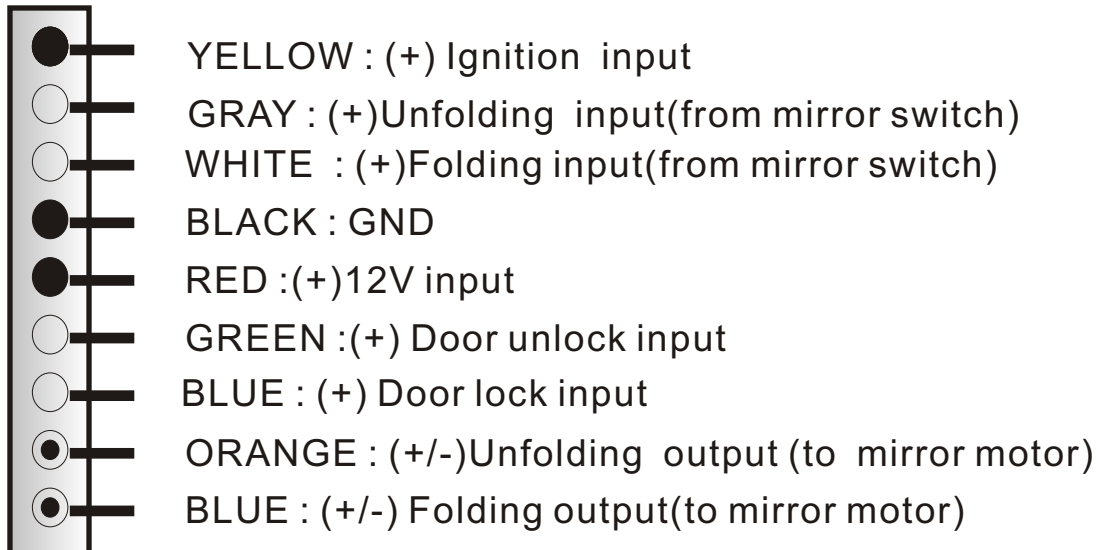 YELLOW : (+) Ignition input
GRAY : (+)Unfolding input(from mirror switch)
WHITE : (+)Folding input(from mirror switch)
BLACK : GND
RED :(+)12V input
GREEN :(+) Door unlock input
BLUE : (+) Door lock input
ORANGE : (+/-)Unfolding output (to mirror motor)
BLUE : (+/-) Folding output(to mirror motor)